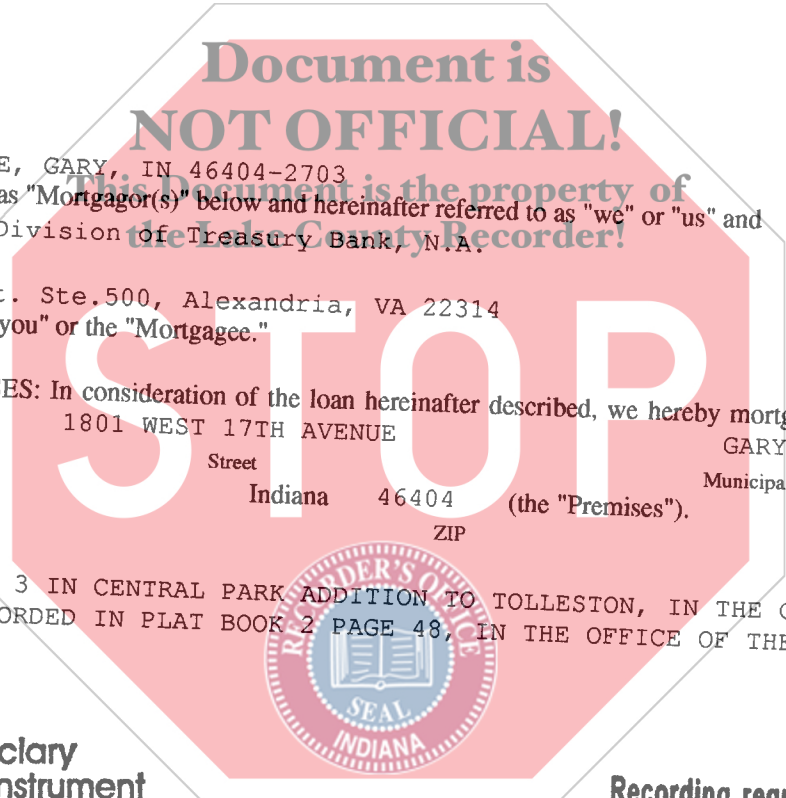 Document is
NOT OFFICIAL!
E, GARY, IN 46404-2703
This Document is the property of
as "Mortgagor(s)" below and hereinafter referred to as "we" or "us" and
the Lake County Recorder!
Division of Treasury Bank, N.A.
t. Ste.500, Alexandria, VA 22314
you" or the "Mortgagee."
STOP
ES: In consideration of the loan hereinafter described, we hereby mortg
1801 WEST 17TH AVENUE GARY
Street Municipa
Indiana 46404 (the "Premises").
ZIP
3 IN CENTRAL PARK ADDITION TO TOLLESTON, IN THE C
ORDED IN PLAT BOOK 2 PAGE 48, IN THE OFFICE OF THE
RECORDER'S OFFICE
SEAL
INDIANA
ciary
nstrument
Recording requ